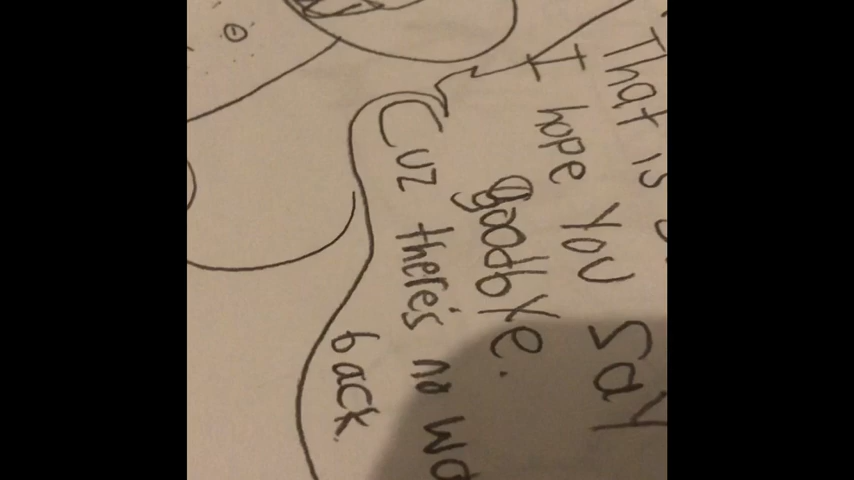 That is
I hope you say
goodbye.
Cuz there's no
back.